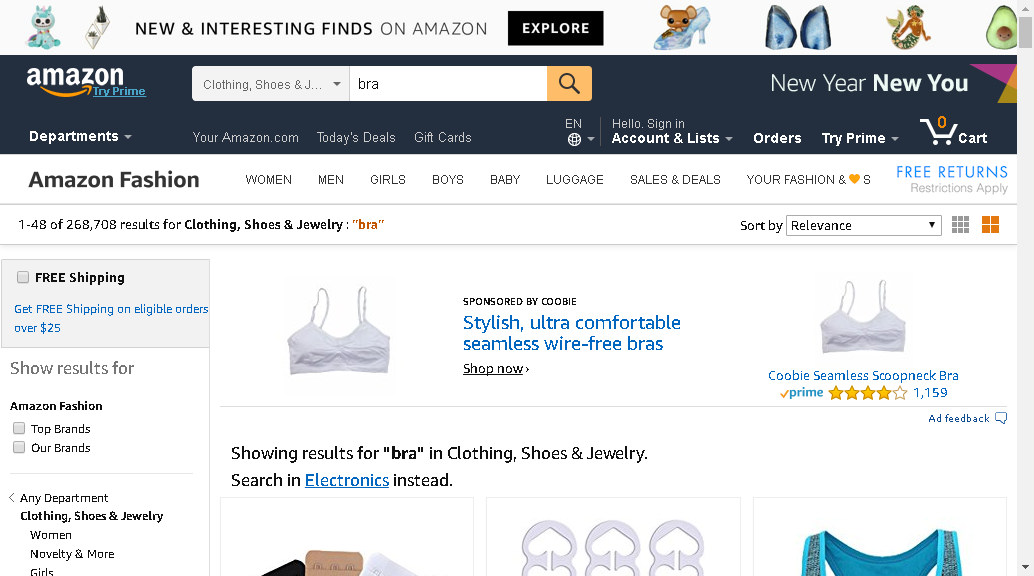 NEW & INTERESTING FINDS ON AMAZON EXPLORE
amazon
Try Prime
Clothing, Shoes & J... bra
New Year New You
Departments
Your Amazon.com Today's Deals Gift Cards
EN
Hello. Sign in
Account & Lists
Orders
Try Prime
0
Cart
Amazon Fashion
WOMEN MEN GIRLS BOYS BABY LUGGAGE SALES & DEALS YOUR FASHION & 🧡 S
FREE RETURNS
Restrictions Apply
1-48 of 268,708 results for Clothing, Shoes & Jewelry : "bra"
Sort by Relevance
FREE Shipping
Get FREE Shipping on eligible orders
over $25
Show results for
Amazon Fashion
Top Brands
Our Brands
Any Department
Clothing, Shoes & Jewelry
Women
Novelty & More
Girls
SPONSORED BY COOBIE
Stylish, ultra comfortable
seamless wire-free bras
Shop now ›
Coobie Seamless Scoopneck Bra
prime 1,159
Ad feedback
Showing results for "bra" in Clothing, Shoes & Jewelry.
Search in Electronics instead.